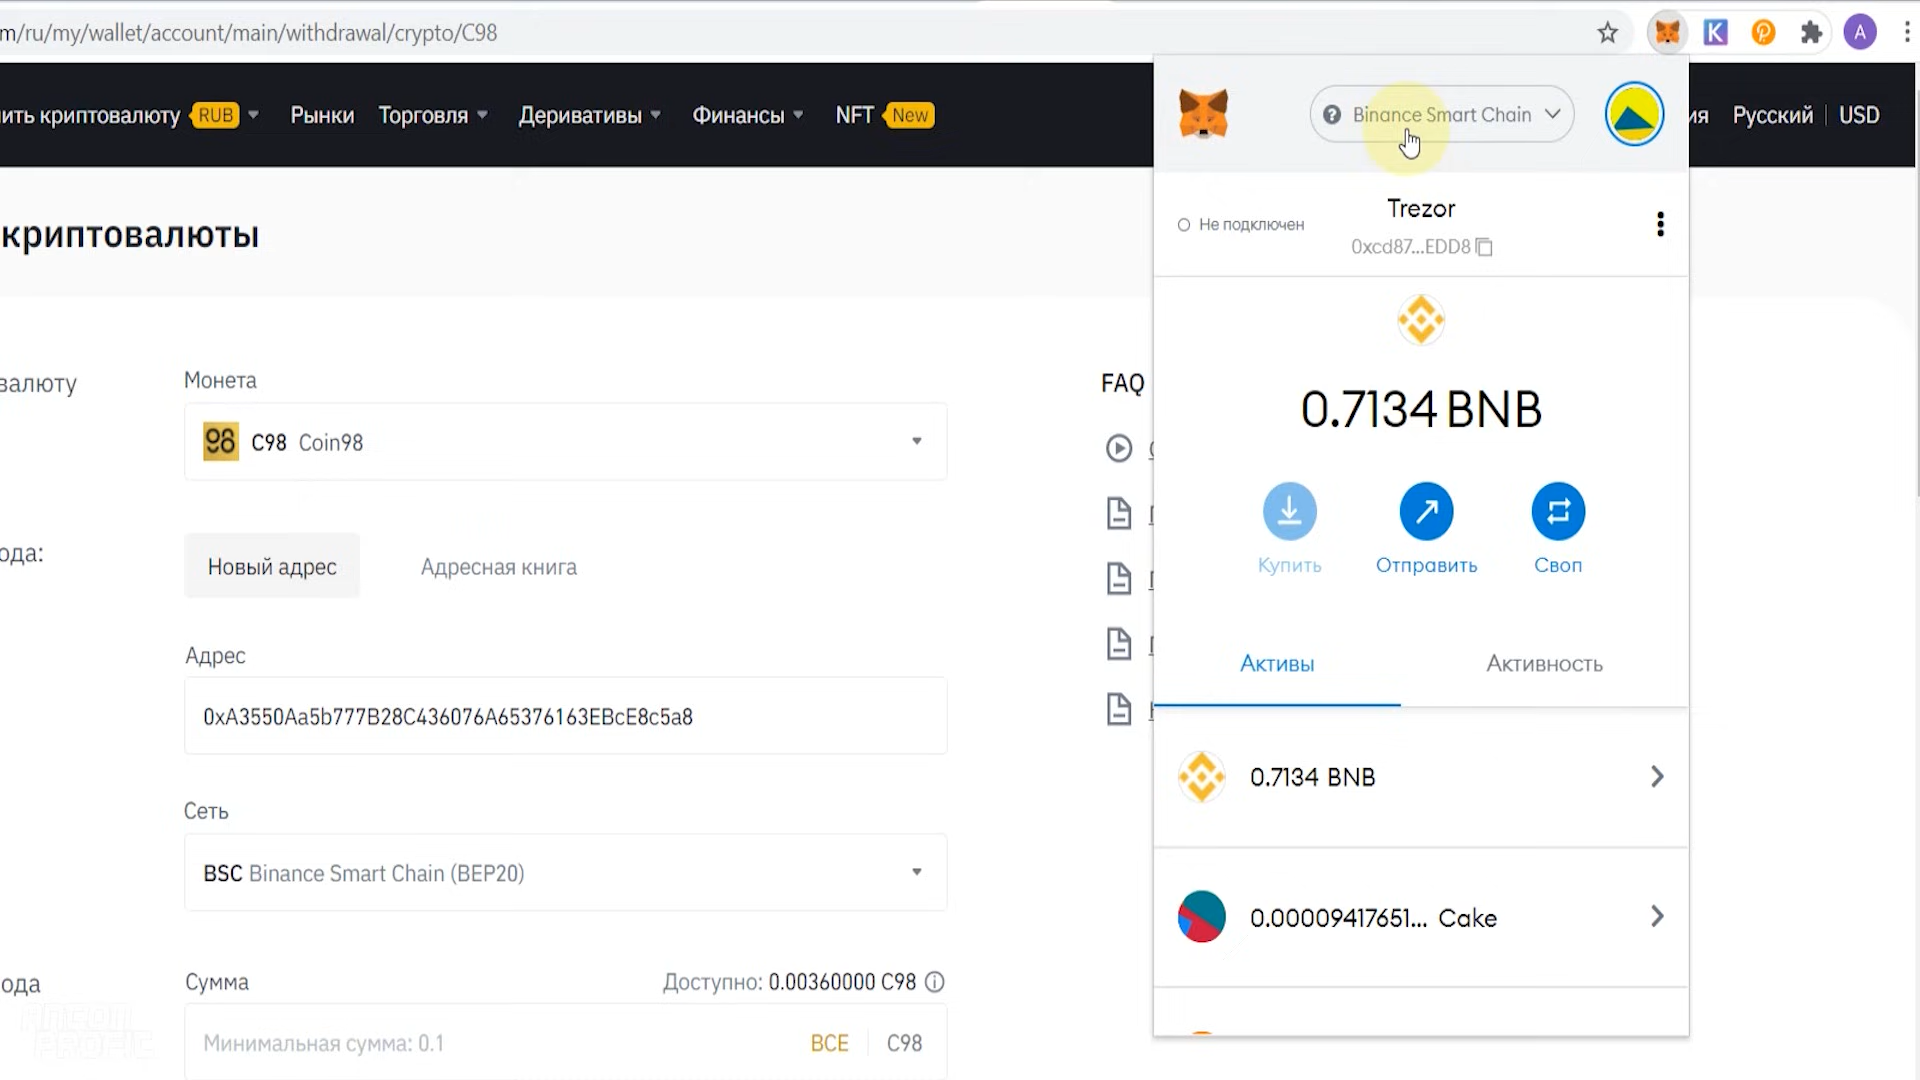 m/ru/my/wallet/account/main/withdrawal/crypto/C98
K
A
ить криптовалюту RUB
Рынки
Торговля
Деривативы
Финансы
NFT New
ия
Русский
USD
Binance Smart Chain
криптовалюты
Не подключен
Trezor
0xcd87...EDD8
0.7134 BNB
Купить
Отправить
Своп
Активы
Активность
0.7134 BNB
0.00009417651... Cake
валюту
Монета
C98 Coin98
FAQ
ода:
Новый адрес
Адресная книга
Адрес
0xA3550Aa5b777B28C436076A65376163EBcE8c5a8
Сеть
BSC Binance Smart Chain (BEP20)
ода
Сумма
Доступно: 0.00360000 C98
Минимальная сумма: 0.1
ВСЕ
C98